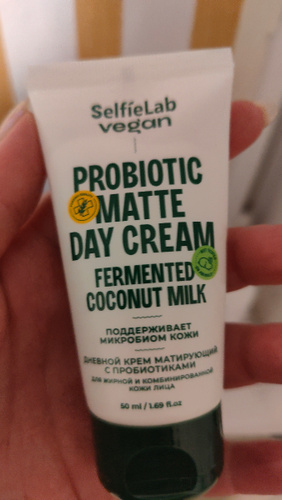 SelfieLab
vegan
PROBIOTIC
MATTE
DAY CREAM
FERMENTED
COCONUT MILK
ПОДДЕРЖИВАЕТ
МИКРОБИОМ КОЖИ
ДНЕВНОЙ КРЕМ МАТИРУЮЩИЙ
С ПРОБИОТИКАМИ
ДЛЯ ЖИРНОЙ И КОМБИНИРОВАННОЙ
КОЖИ ЛИЦА
50 ml / 1.69 fl.oz